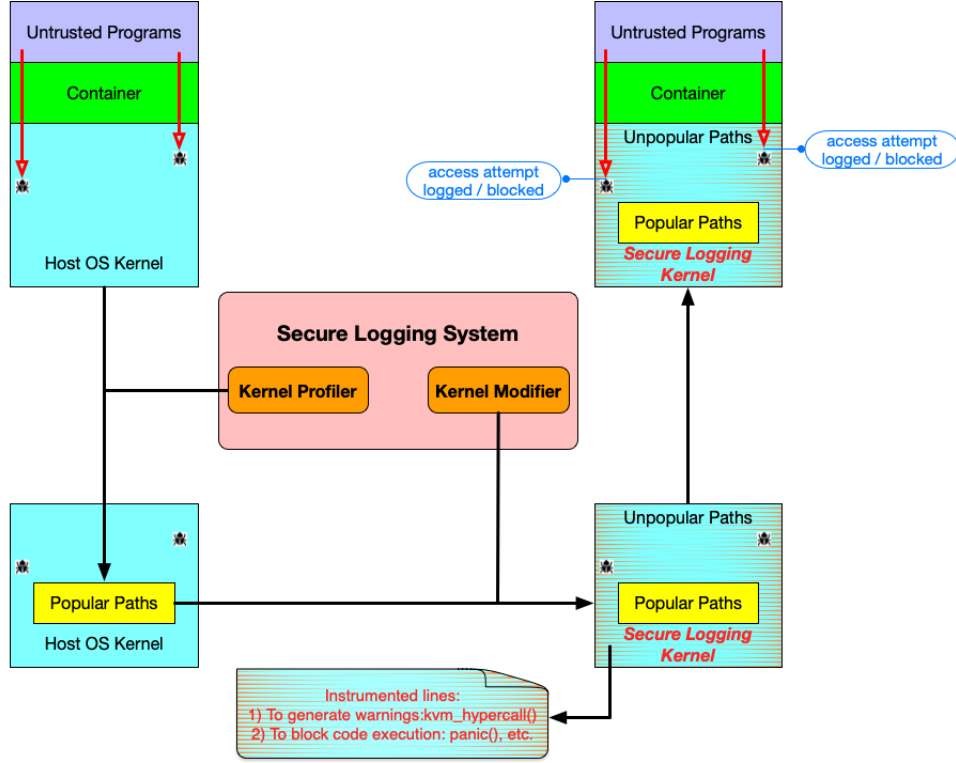 Untrusted Programs
Container
Host OS Kernel
Untrusted Programs
Container
Unpopular Paths
access attempt
logged / blocked
access attempt
logged / blocked
Popular Paths
Secure Logging
Kernel
Secure Logging System
Kernel Profiler
Kernel Modifier
Popular Paths
Host OS Kernel
Unpopular Paths
Popular Paths
Secure Logging
Kernel
Instrumented lines:
1) To generate warnings:kvm_hypercall()
2) To block code execution: panic(), etc.